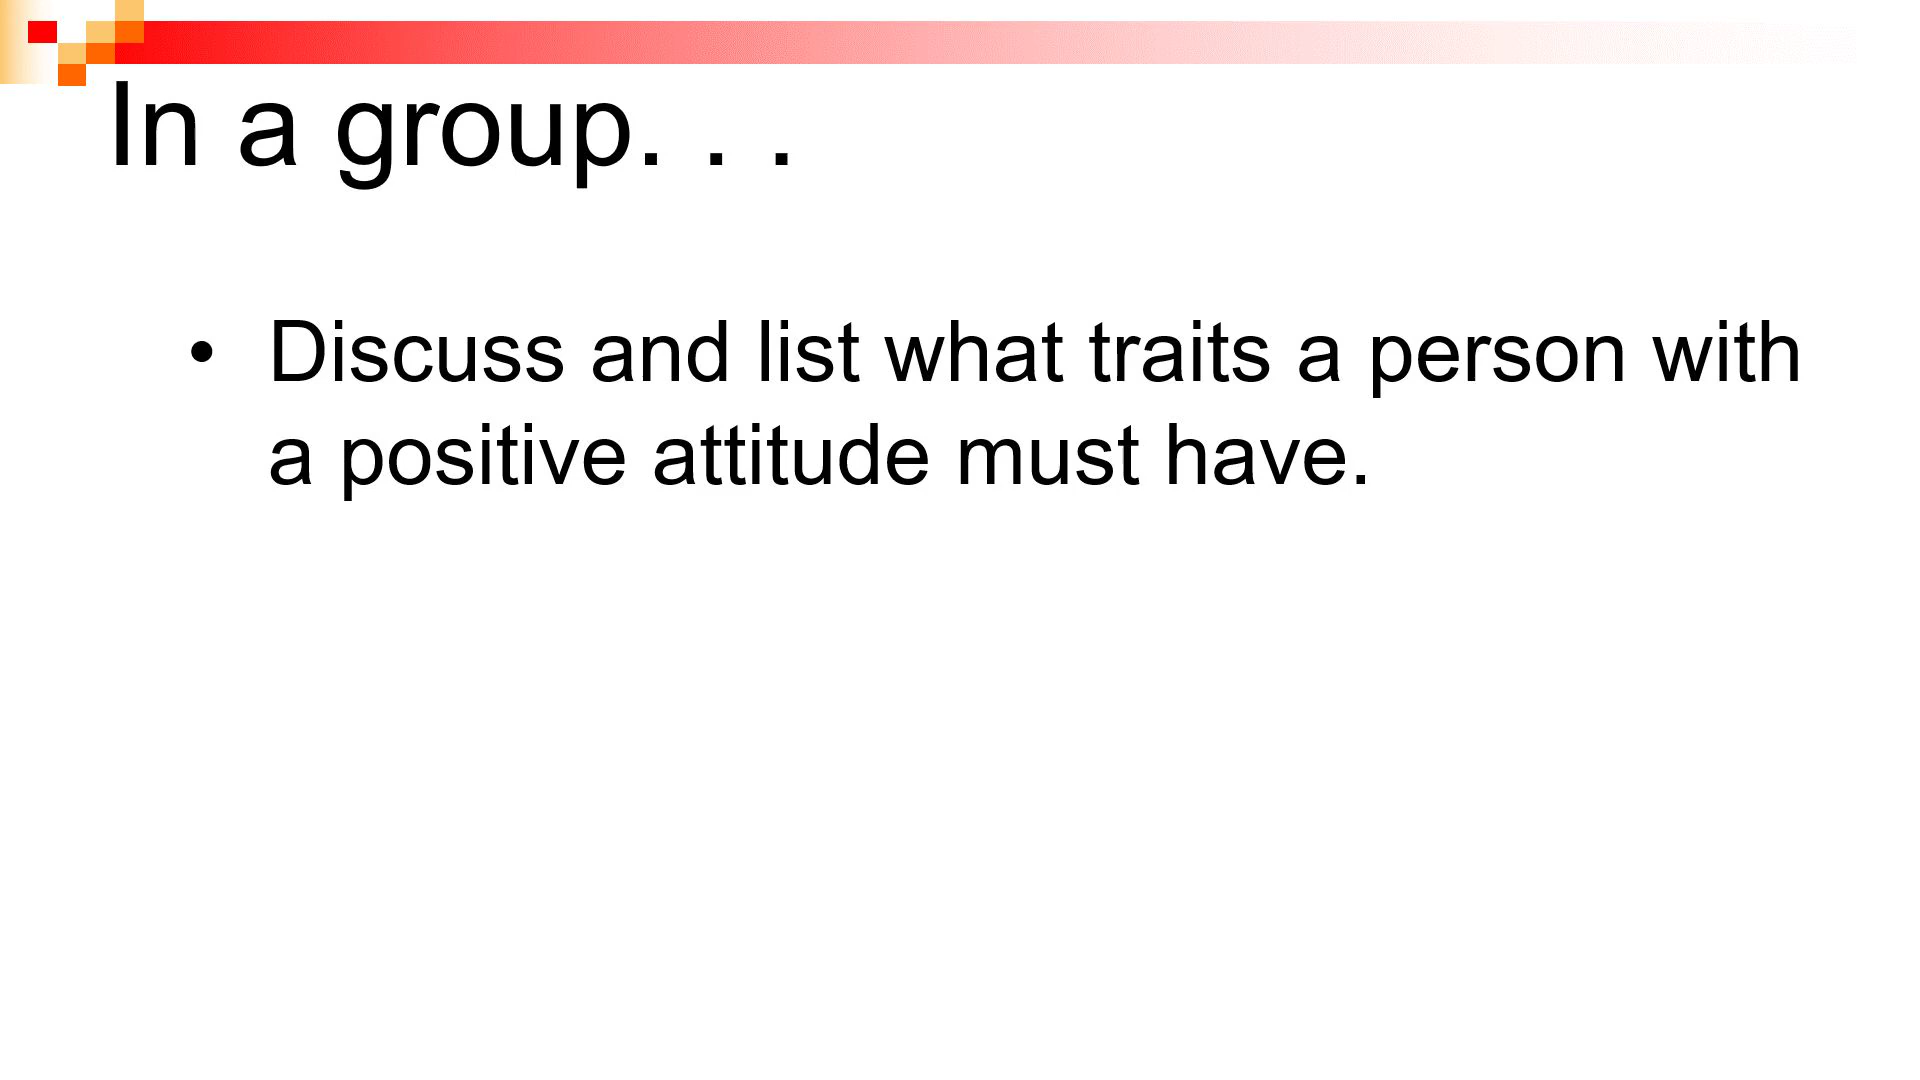 In a group. . .
• Discuss and list what traits a person with
a positive attitude must have.